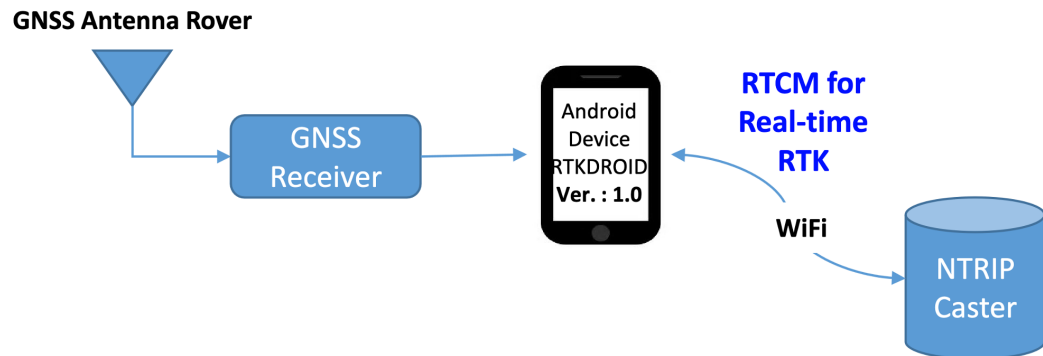 GNSS Antenna Rover
GNSS
Receiver
Android
Device
RTKDROID
Ver. : 1.0
RTCM for
Real-time
RTK
WiFi
NTRIP
Caster